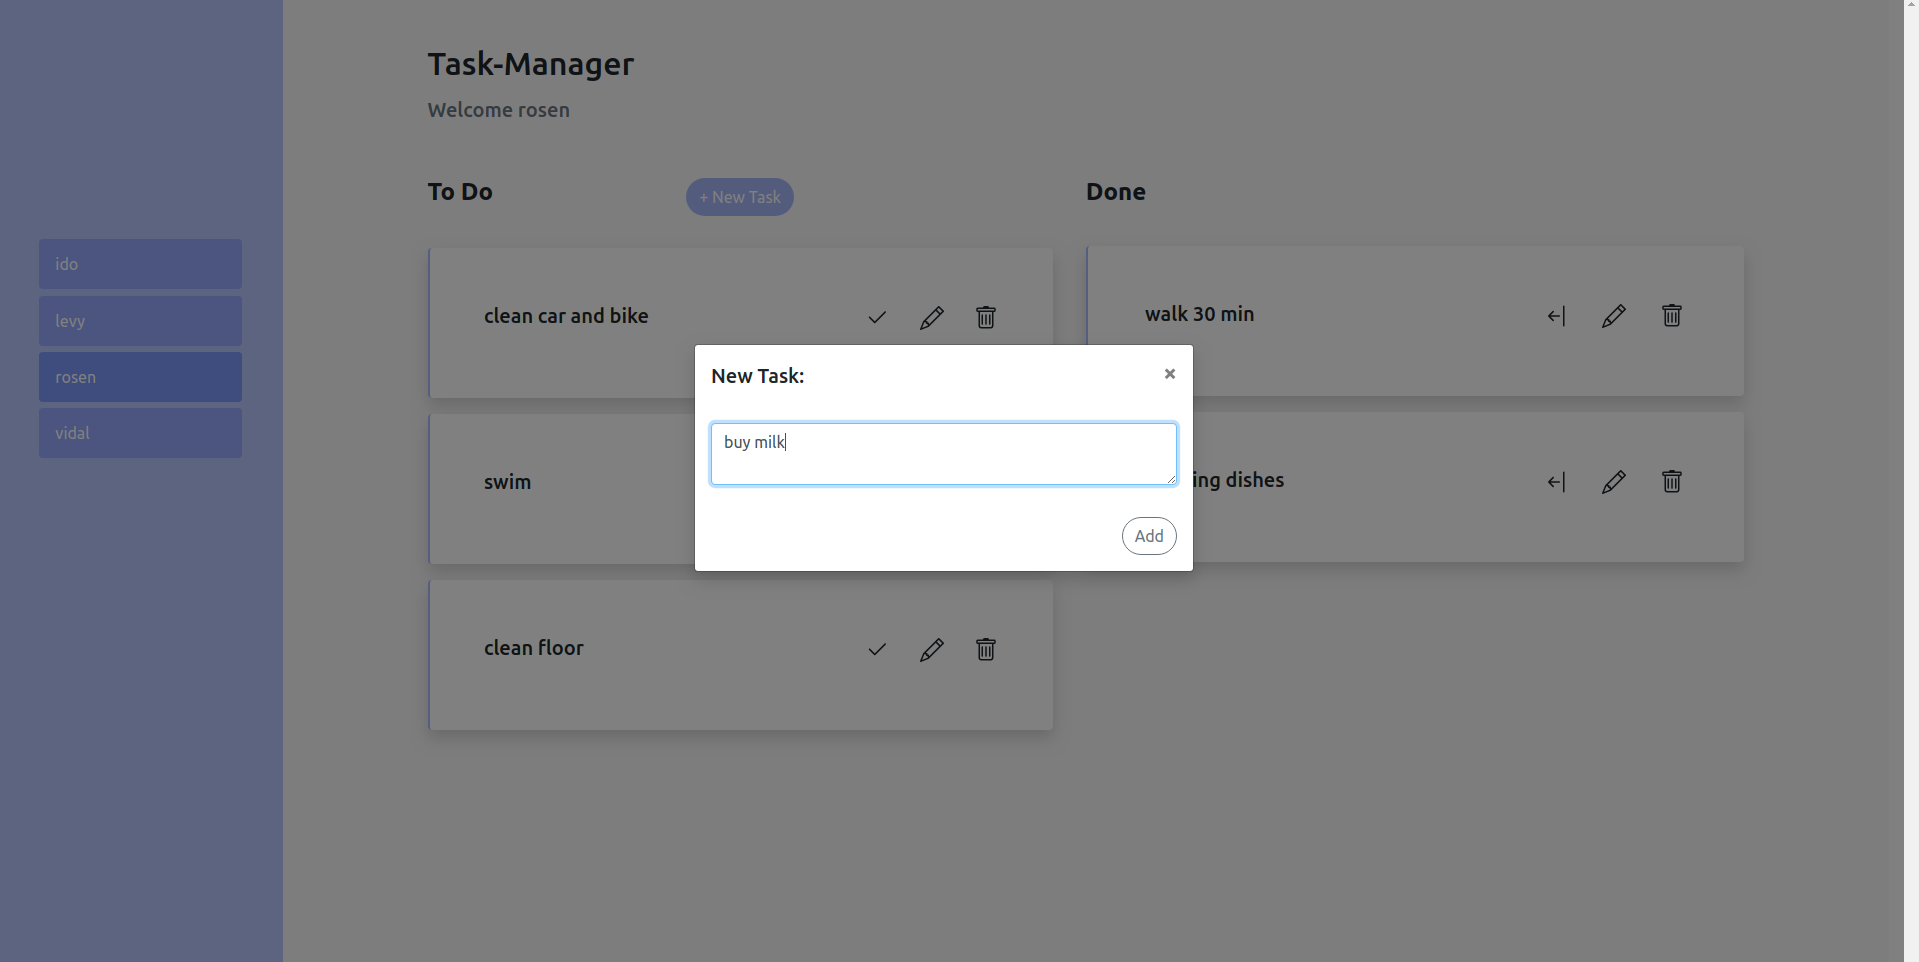 Task-Manager
Welcome rosen
To Do
+ New Task
Done
ido
levy
rosen
vidal
clean car and bike
walk 30 min
New Task:
×
buy milk
Add
swim
ing dishes
clean floor